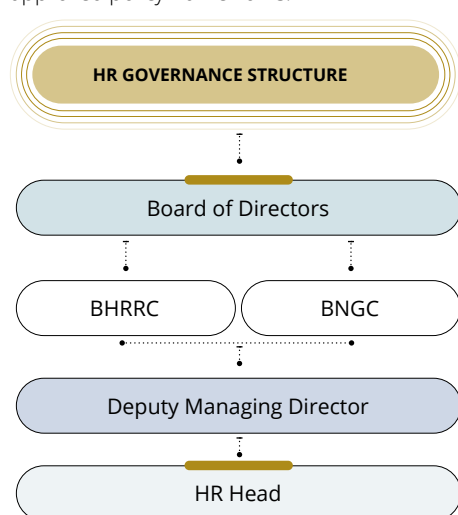 HR GOVERNANCE STRUCTURE
Board of Directors
BHRRC
BNGC
Deputy Managing Director
HR Head